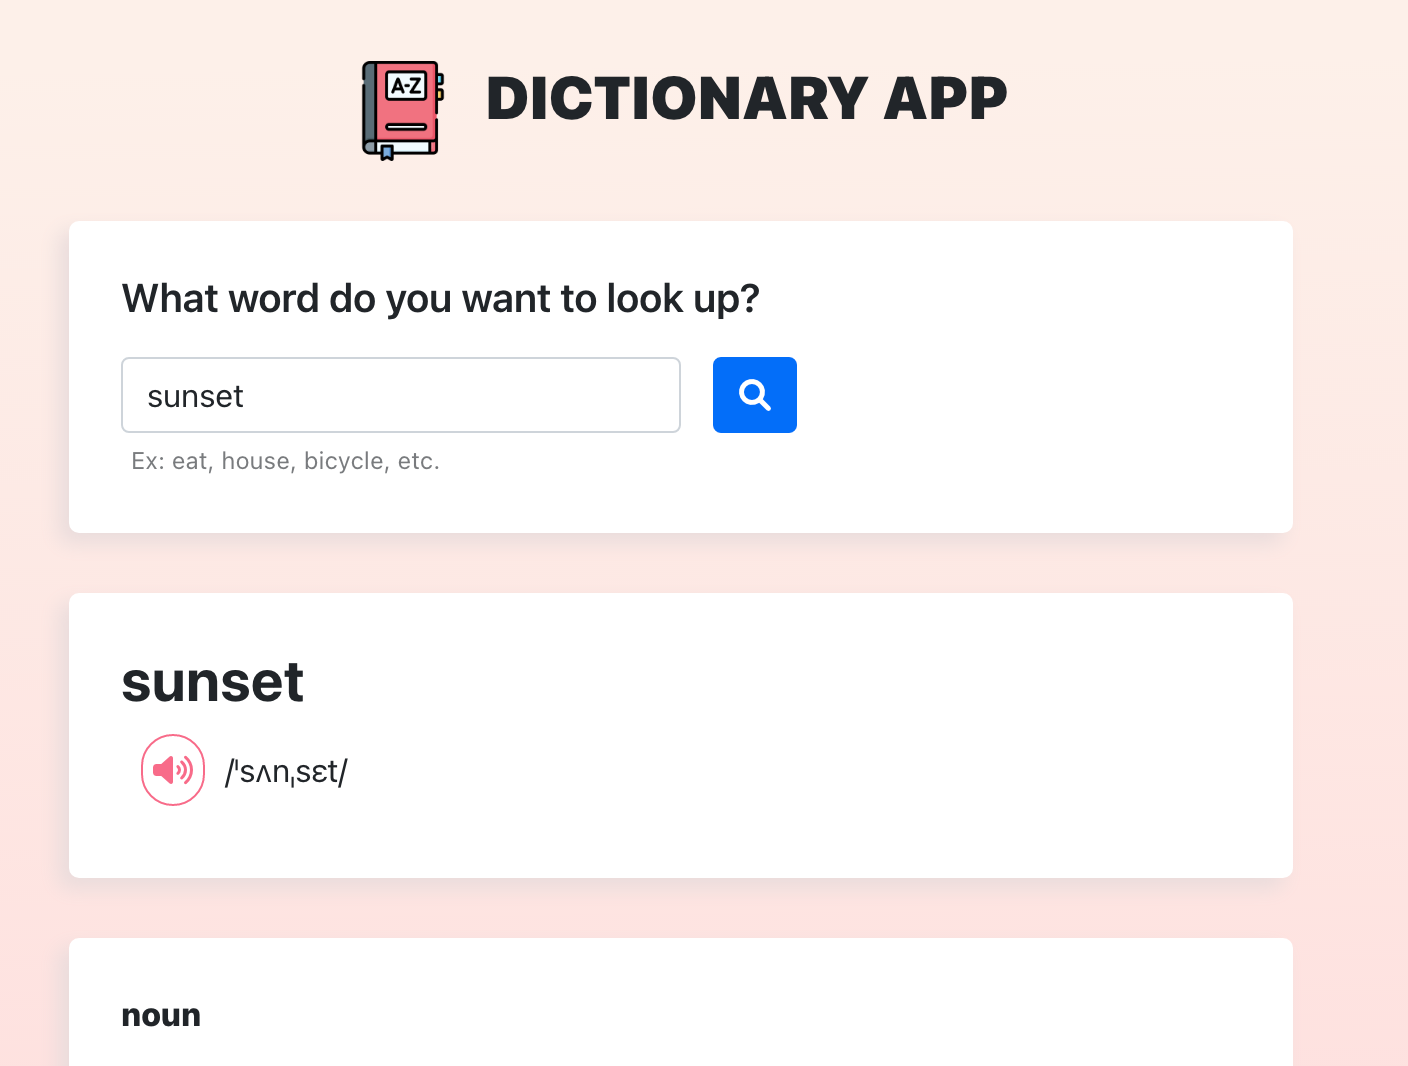 A-Z
DICTIONARY APP
What word do you want to look up?
sunset
Ex: eat, house, bicycle, etc.
sunset
/ˈsʌnˌsɛt/
noun